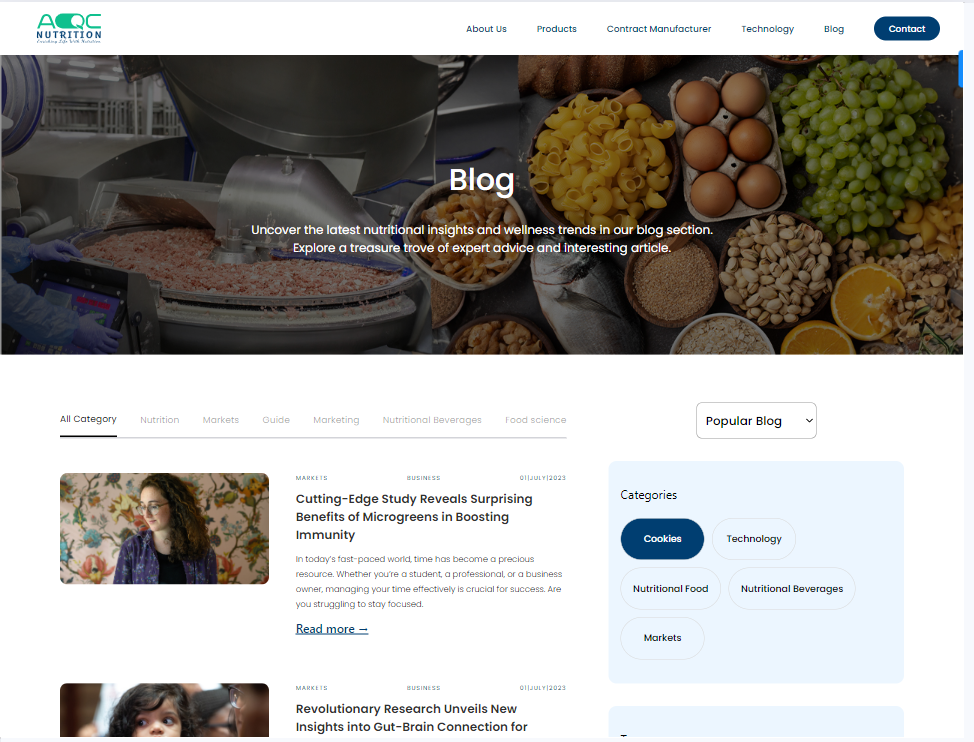 AQC
NUTRITION
Enriching Life With Nutrition
About Us
Products
Contract Manufacturer
Technology
Blog
Contact
Blog
Uncover the latest nutritional insights and wellness trends in our blog section.
Explore a treasure trove of expert advice and interesting article.
All Category
Nutrition
Markets
Guide
Marketing
Nutritional Beverages
Food science
Popular Blog
MARKETS
BUSINESS
01|JULY|2023
Cutting-Edge Study Reveals Surprising
Benefits of Microgreens in Boosting
Immunity
In today's fast-paced world, time has become a precious
resource. Whether you're a student, a professional, or a business
owner, managing your time effectively is crucial for success. Are
you struggling to stay focused.
Read more →
MARKETS
BUSINESS
01|JULY|2023
Revolutionary Research Unveils New
Insights into Gut-Brain Connection for
Categories
Cookies
Technology
Nutritional Food
Nutritional Beverages
Markets